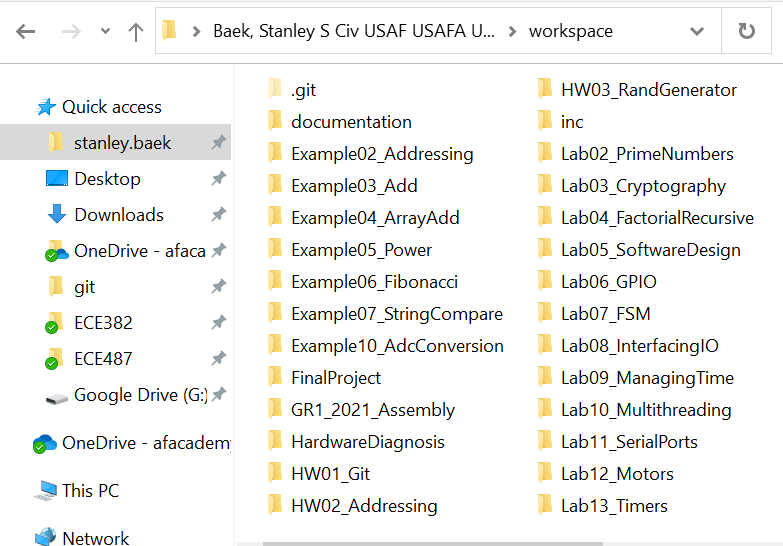 Baek, Stanley S Civ USAF USAFA U... > workspace
Quick access
stanley.baek
Desktop
Downloads
OneDrive - afaca
git
ECE382
ECE487
Google Drive (G:)
OneDrive - afacademy
This PC
Network
.git
documentation
Example02_Addressing
Example03_Add
Example04_ArrayAdd
Example05_Power
Example06_Fibonacci
Example07_StringCompare
Example10_AdcConversion
FinalProject
GR1_2021_Assembly
HardwareDiagnosis
HW01_Git
HW02_Addressing
HW03_RandGenerator
inc
Lab02_PrimeNumbers
Lab03_Cryptography
Lab04_FactorialRecursive
Lab05_SoftwareDesign
Lab06_GPIO
Lab07_FSM
Lab08_InterfacingIO
Lab09_ManagingTime
Lab10_Multithreading
Lab11_SerialPorts
Lab12_Motors
Lab13_Timers